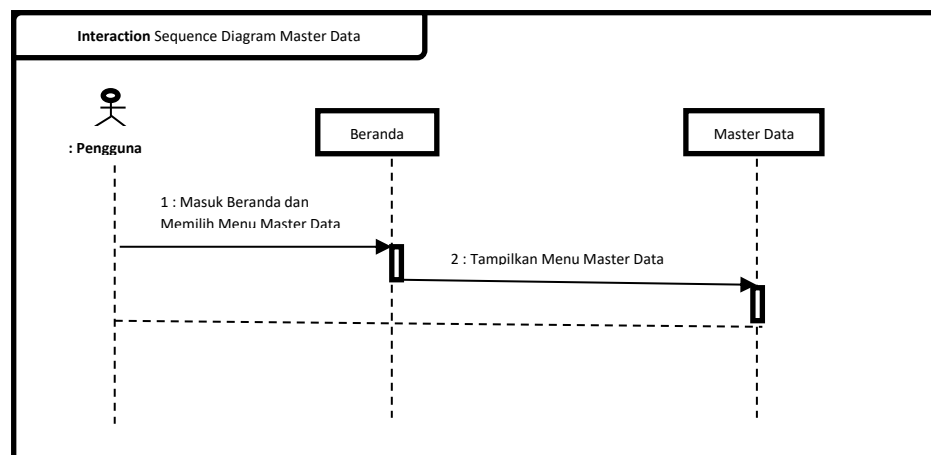 Interaction Sequence Diagram Master Data
: Pengguna
Beranda
Master Data
1 : Masuk Beranda dan
Memilih Menu Master Data
2 : Tampilkan Menu Master Data